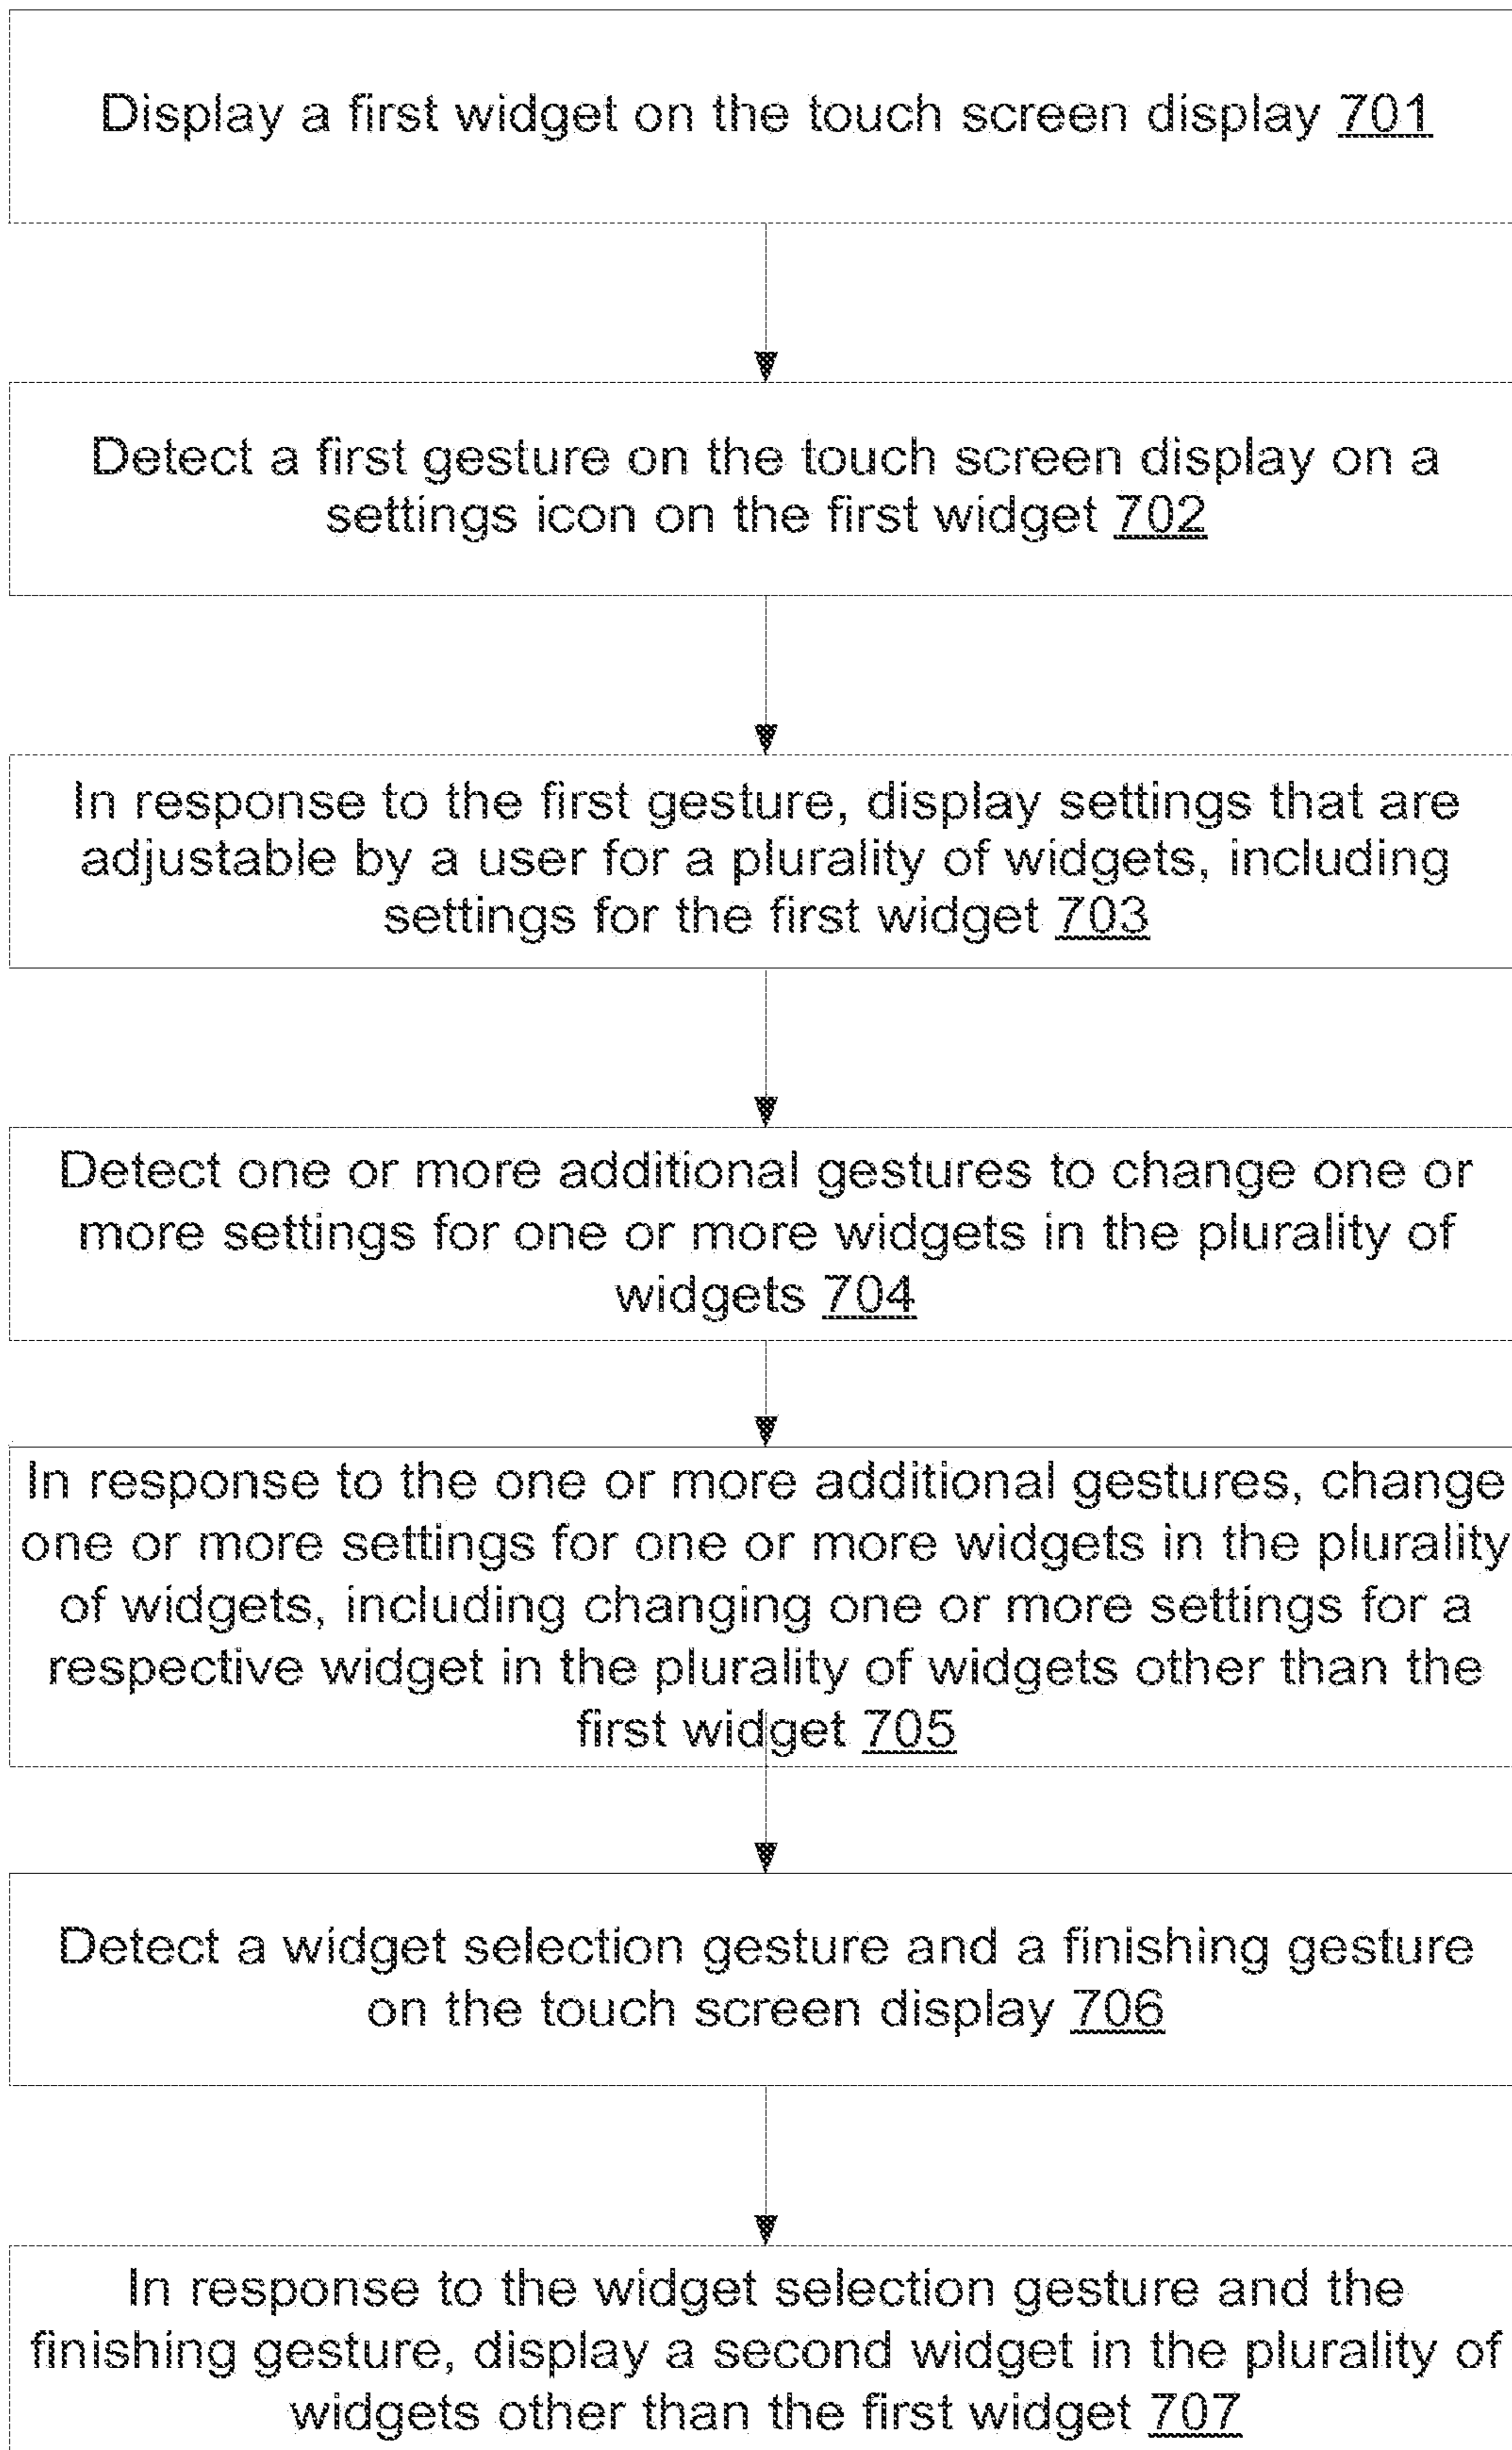 Display a first widget on the touch screen display 701
Detect a first gesture on the touch screen display on a
settings icon on the first widget 702
In response to the first gesture, display settings that are
adjustable by a user for a plurality of widgets, including
settings for the first widget 703
Detect one or more additional gestures to change one or
more settings for one or more widgets in the plurality of
widgets 704
In response to the one or more additional gestures, change
one or more settings for one or more widgets in the plurality
of widgets, including changing one or more settings for a
respective widget in the plurality of widgets other than the
first widget 705
Detect a widget selection gesture and a finishing gesture
on the touch screen display 706
In response to the widget selection gesture and the
finishing gesture, display a second widget in the plurality of
widgets other than the first widget 707